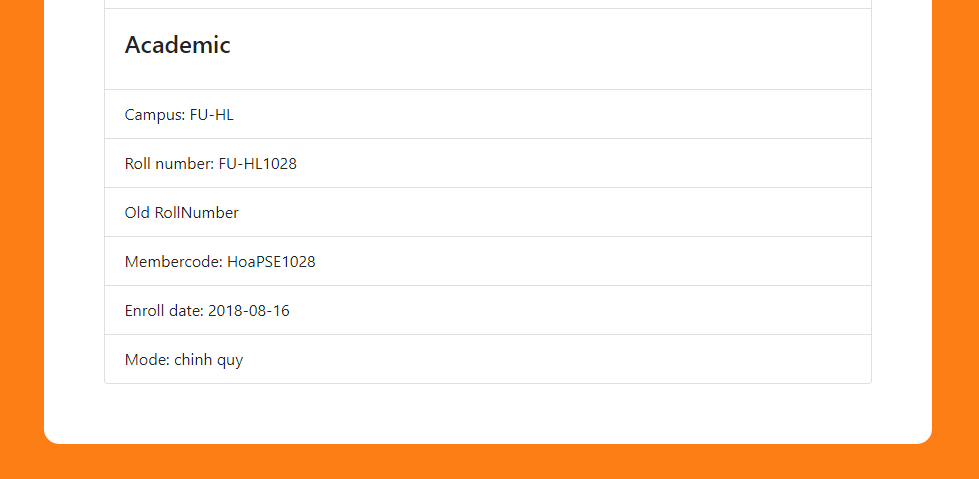 Academic
Campus: FU-HL
Roll number: FU-HL1028
Old RollNumber
Membercode: HoaPSE1028
Enroll date: 2018-08-16
Mode: chinh quy